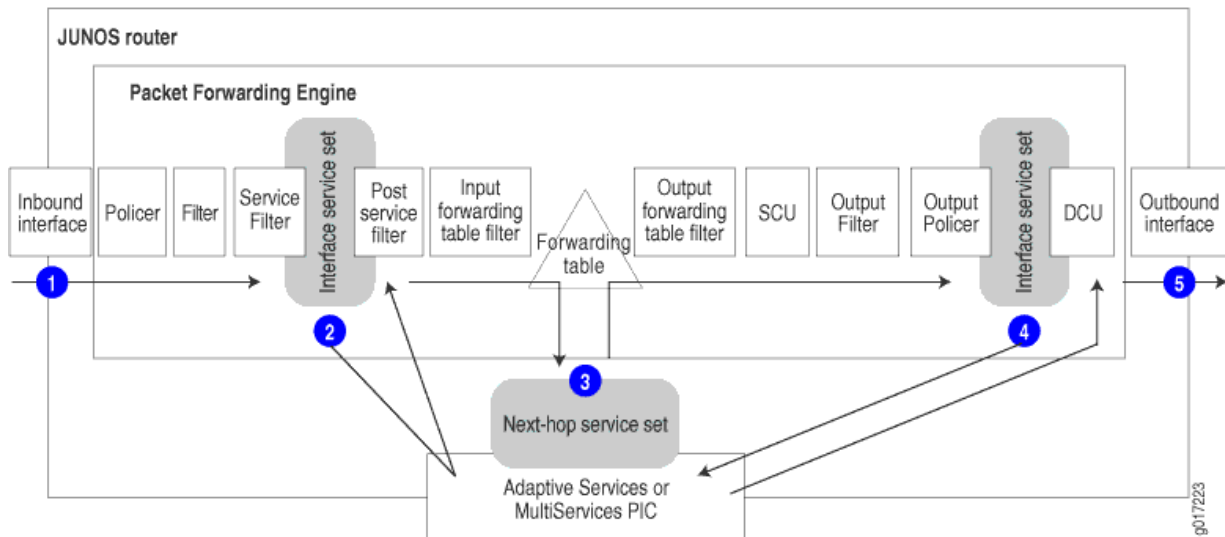 JUNOS router
Packet Forwarding Engine
Inbound
interface
Policer
Filter
Service
Filter
Interface service set
Post
service
filter
Input
forwarding
table filter
Forwarding
table
Output
forwarding
table filter
SCU
Output
Filter
Output
Policer
Interface service set
DCU
Outbound
interface
1
2
3
4
5
Next-hop service set
Adaptive Services or
MultiServices PIC
g017223